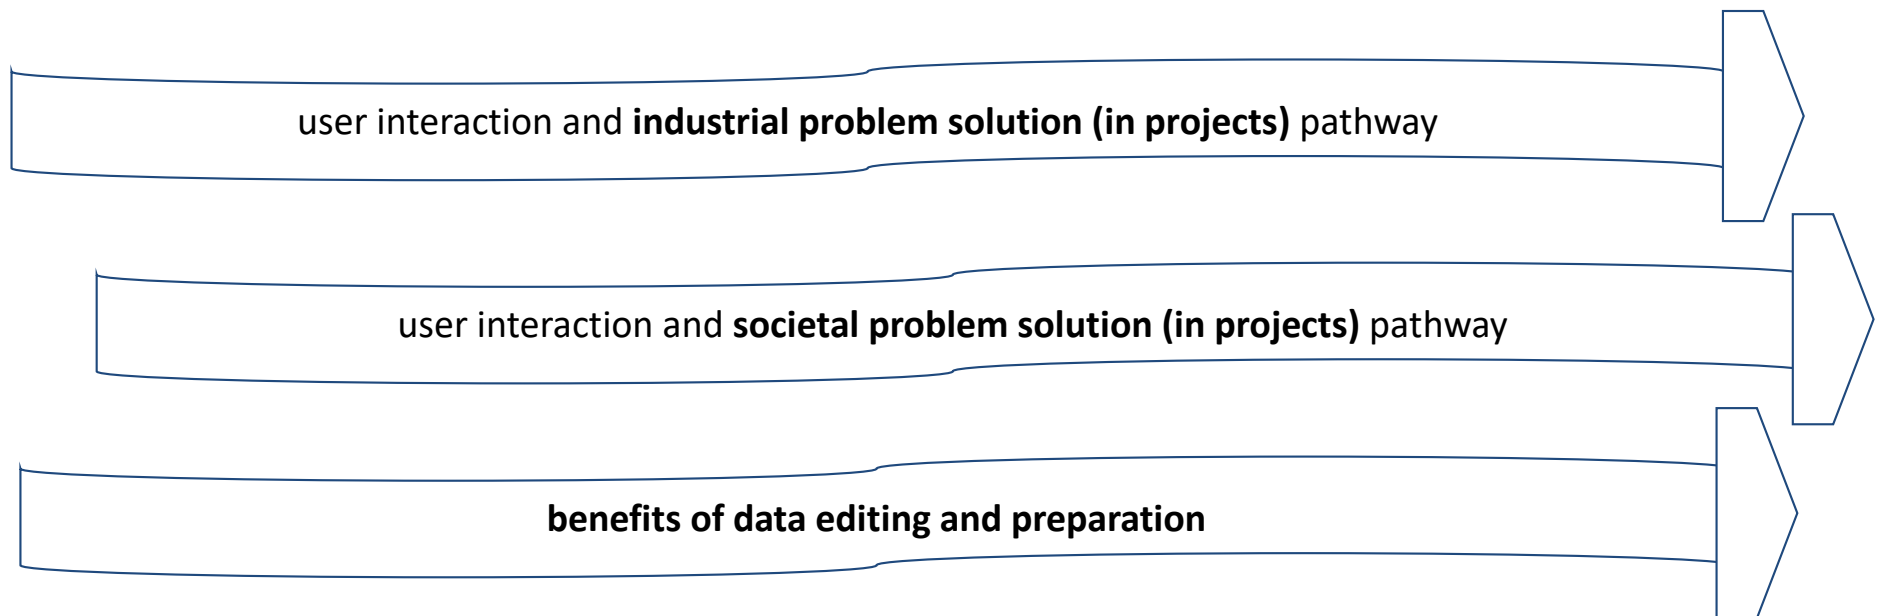 user interaction and industrial problem solution (in projects) pathway
user interaction and societal problem solution (in projects) pathway
benefits of data editing and preparation